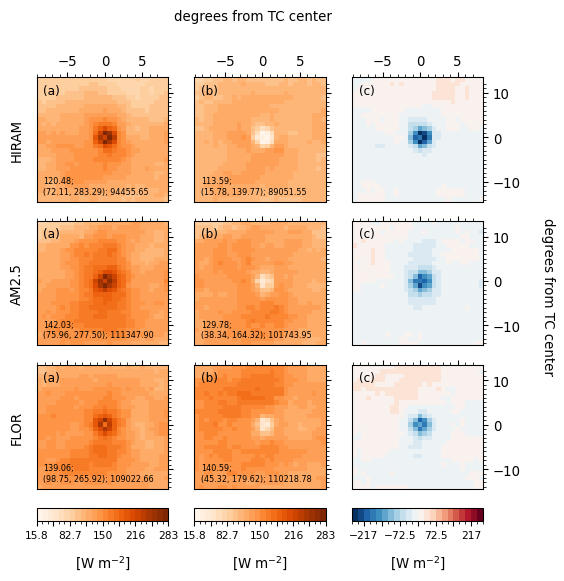 degrees from TC center
−5 0 5 −5 0 5 −5 0 5
HIRAM
(a) (b) (c)
10
0
−10
120.48;
(72.11, 283.29); 94455.65
113.59;
(15.78, 139.77); 89051.55
AM2.5
(a) (b) (c)
10
0
−10
142.03;
(75.96, 277.50); 111347.90
129.78;
(38.34, 164.32); 101743.95
degrees from TC center
FLOR
(a) (b) (c)
10
0
−10
139.06;
(98.75, 265.92); 109022.66
140.59;
(45.32, 179.62); 110218.78
15.8 82.7 150 216 283 15.8 82.7 150 216 283 −217 −72.5 72.5 217
[W m⁻²] [W m⁻²] [W m⁻²]